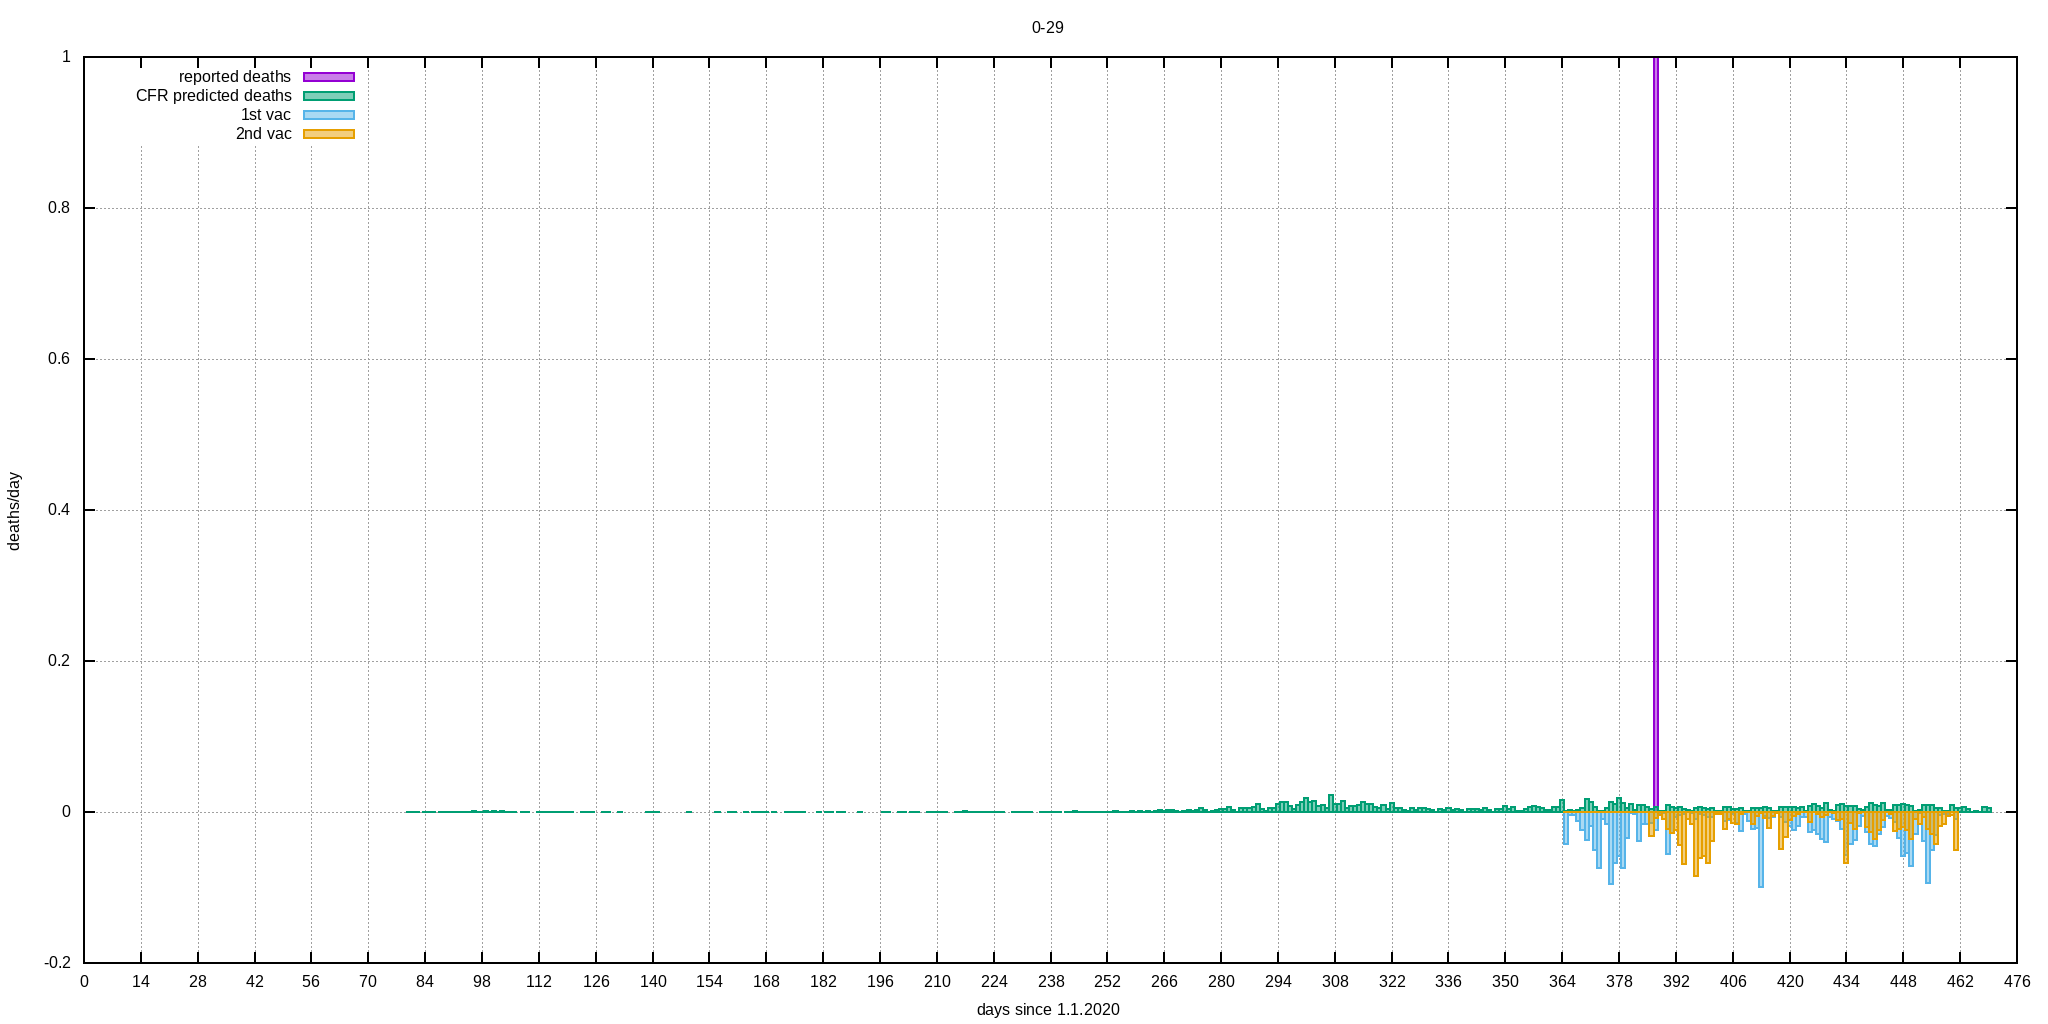 0-29
1
reported deaths
CFR predicted deaths
1st vac
2nd vac
0.8
0.6
0.4
0.2
0
-0.2
deaths/day
0 14 28 42 56 70 84 98 112 126 140 154 168 182 196 210 224 238 252 266 280 294 308 322 336 350 364 378 392 406 420 434 448 462 476
days since 1.1.2020